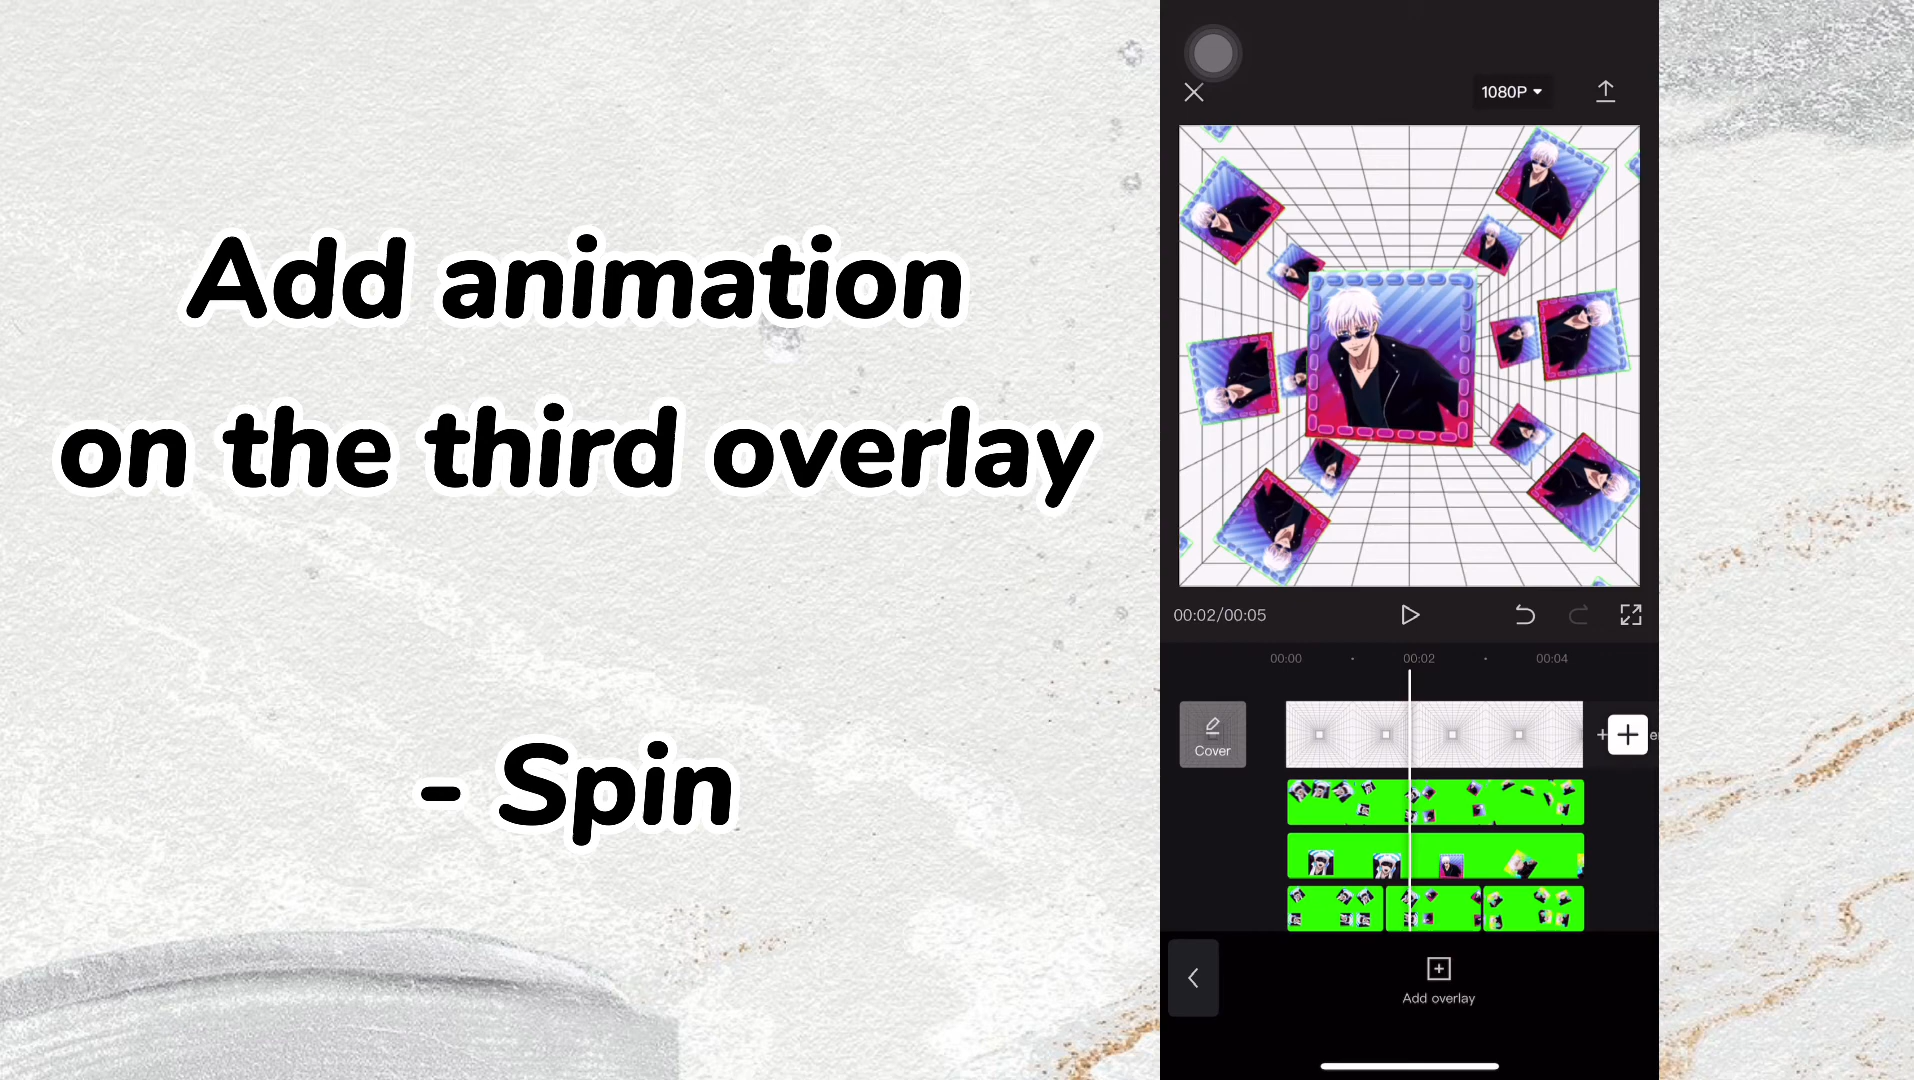 Add animation
on the third overlay
- Spin
1080P
00:02/00:05
00:00
00:02
00:04
Cover
Add overlay